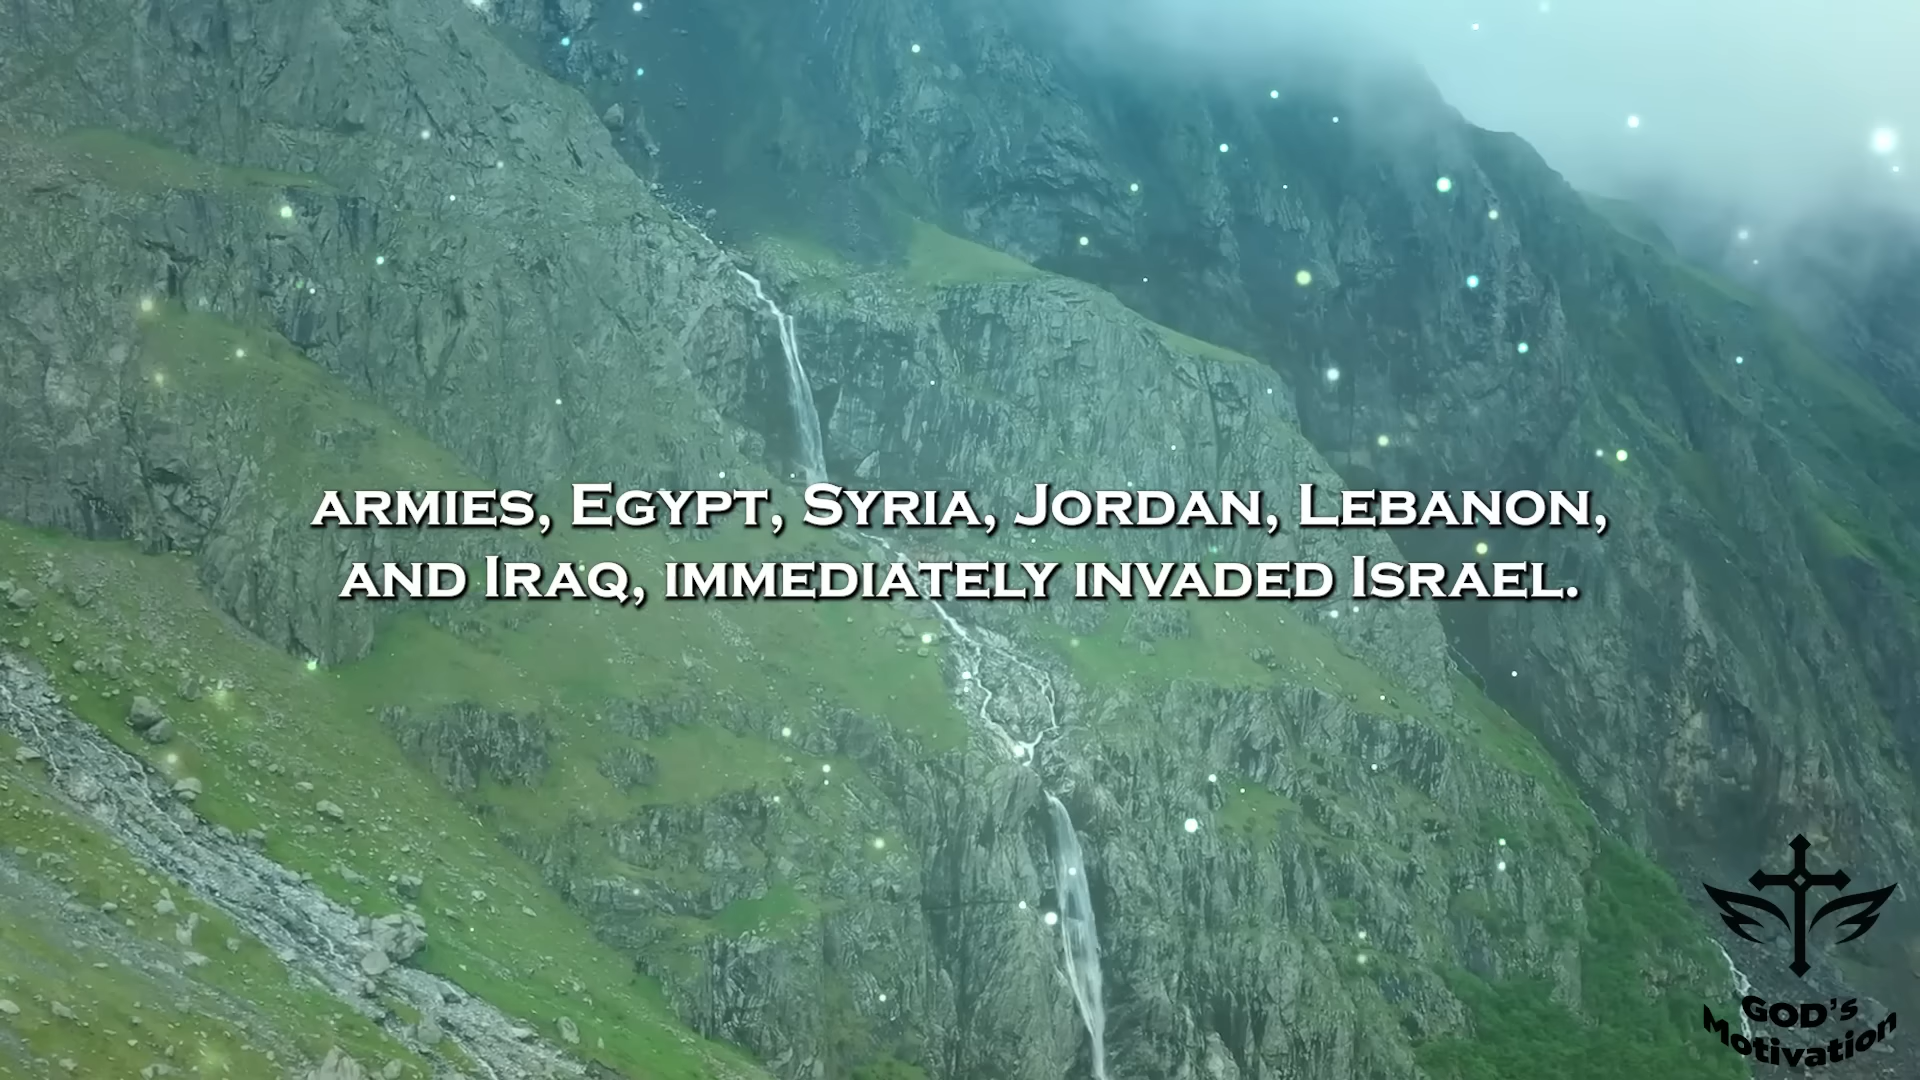 ARMIES, EGYPT, SYRIA, JORDAN, LEBANON,
AND IRAQ, IMMEDIATELY INVADED ISRAEL.
GOD'S
Motivation